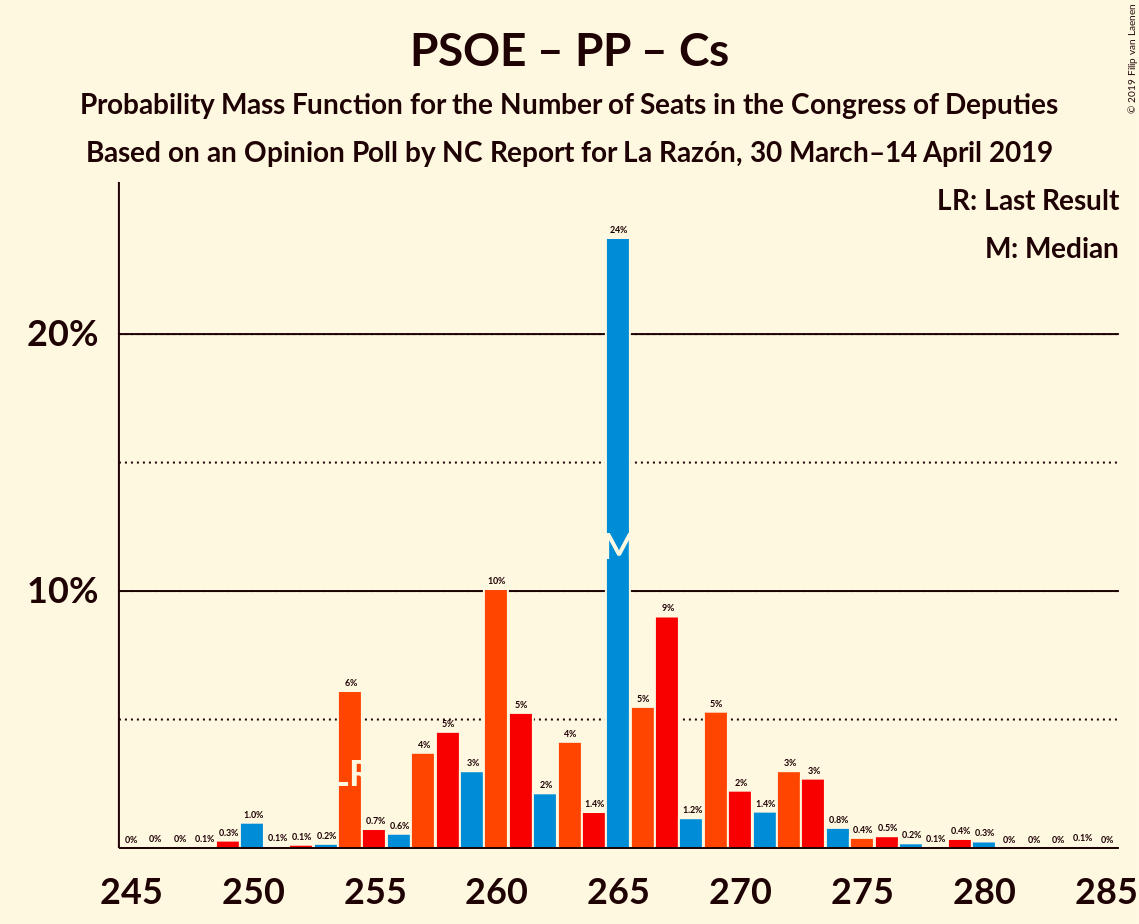 PSOE – PP – Cs
Probability Mass Function for the Number of Seats in the Congress of Deputies
Based on an Opinion Poll by NC Report for La Razón, 30 March–14 April 2019
© 2019 Filip van Laenen
LR: Last Result
M: Median
20%
10%
0% 0% 0% 0.1% 0.3% 1.0% 0.1% 0.1% 0.2% 6% 0.7% 0.6% 4% 5% 3% 10% 5% 2% 4% 1.4% 24% 5% 9% 1.2% 5% 2% 1.4% 3% 3% 0.8% 0.4% 0.5% 0.2% 0.1% 0.4% 0.3% 0% 0% 0% 0.1% 0%
LR
M
245 250 255 260 265 270 275 280 285